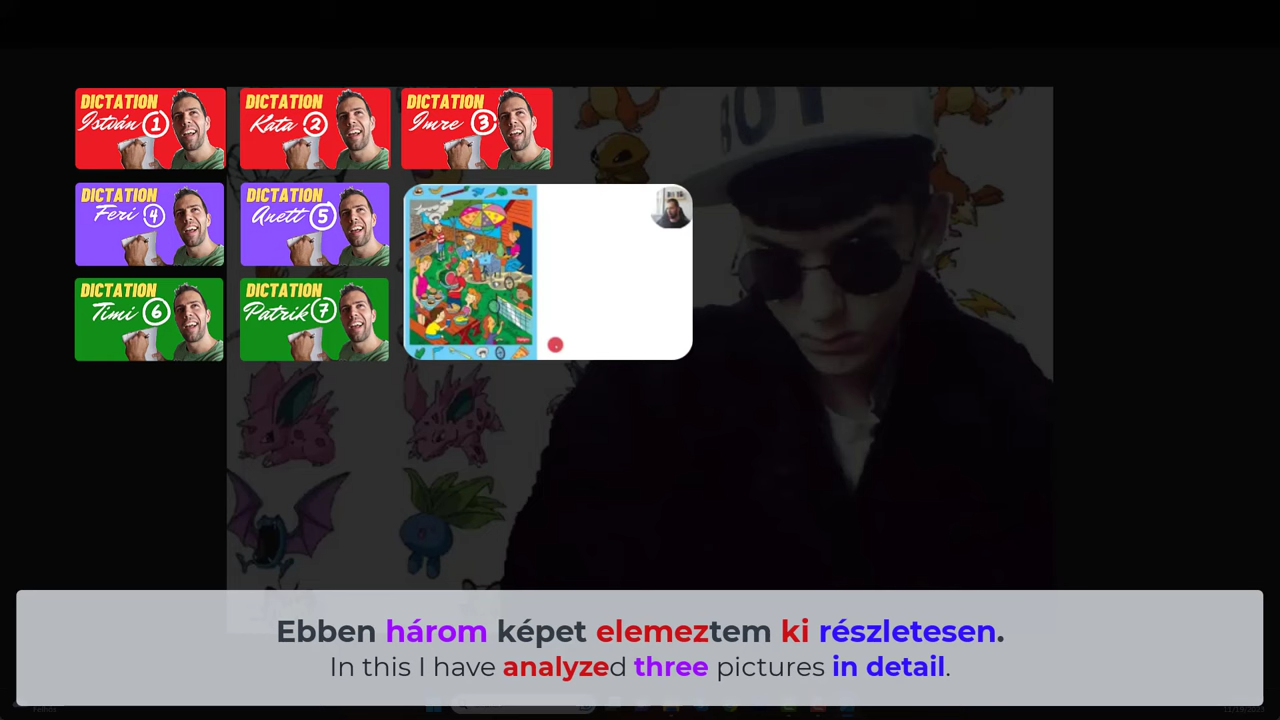 DICTATION
István 1
DICTATION
Kata 2
DICTATION
Imre 3
BOY
DICTATION
Feri 4
DICTATION
Anett 5
DICTATION
Timi 6
DICTATION
Patrik 7
Ebben három képet elemeztem ki részletesen.
In this I have analyzed three pictures in detail.